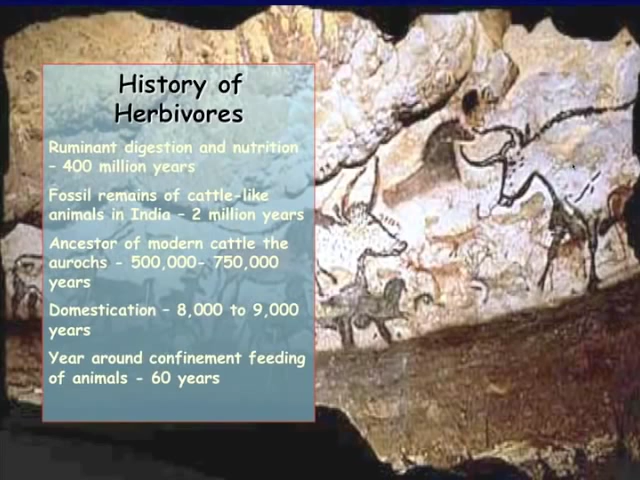 History of
Herbivores
Ruminant digestion and nutrition
– 400 million years
Fossil remains of cattle-like
animals in India – 2 million years
Ancestor of modern cattle the
aurochs - 500,000- 750,000
years
Domestication – 8,000 to 9,000
years
Year around confinement feeding
of animals - 60 years